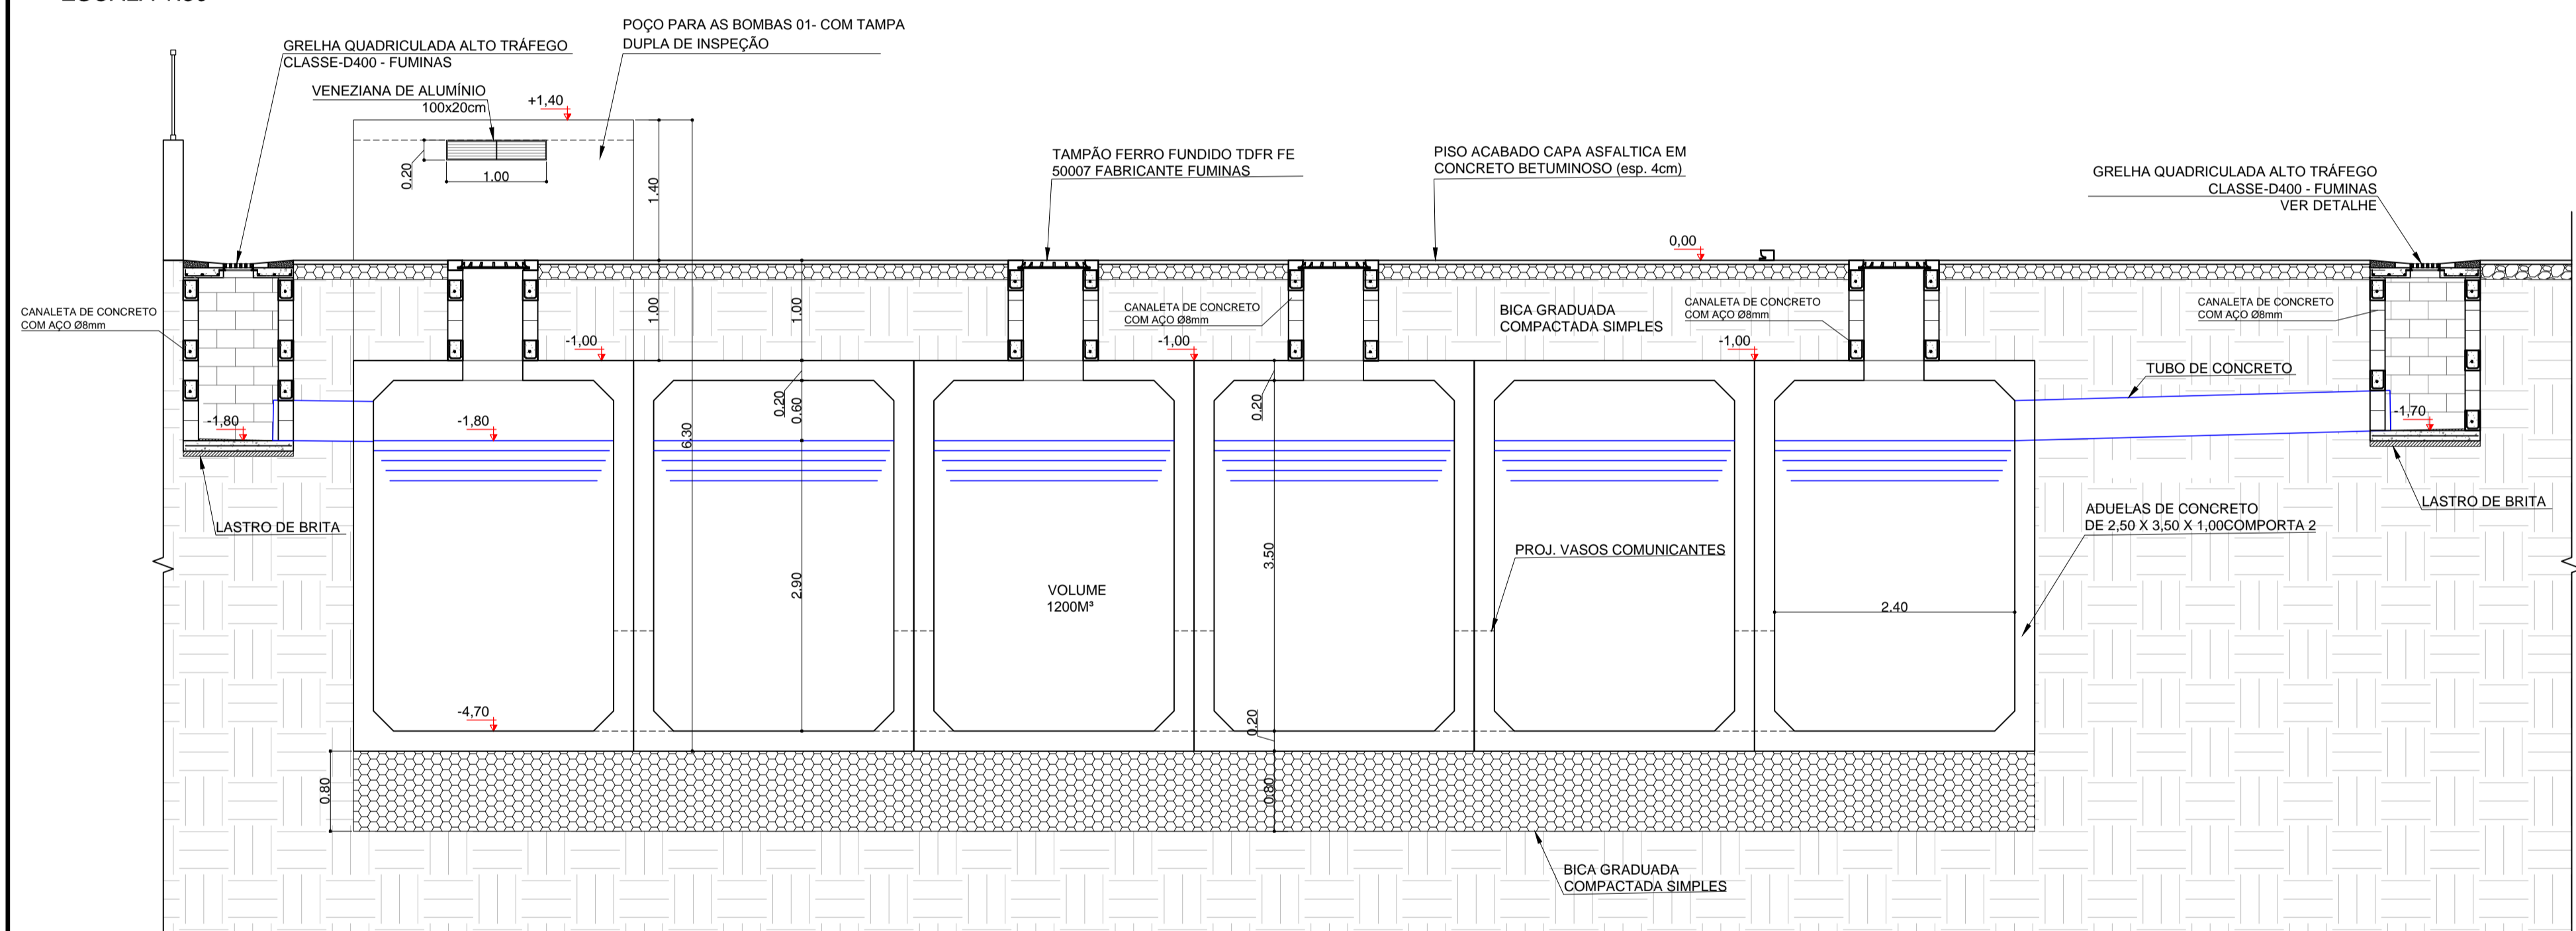 POÇO PARA AS BOMBAS 01- COM TAMPA
DUPLA DE INSPEÇÃO
GRELHA QUADRICULADA ALTO TRÁFEGO
CLASSE-D400 - FUMINAS
VENEZIANA DE ALUMÍNIO
100x20cm
+1,40
0.20
1.00
1.40
TAMPÃO FERRO FUNDIDO TDFR FE
50007 FABRICANTE FUMINAS
PISO ACABADO CAPA ASFALTICA EM
CONCRETO BETUMINOSO (esp. 4cm)
GRELHA QUADRICULADA ALTO TRÁFEGO
CLASSE-D400 - FUMINAS
VER DETALHE
0,00
CANALETA DE CONCRETO
COM AÇO Ø8mm
1.00
1.00
CANALETA DE CONCRETO
COM AÇO Ø8mm
BICA GRADUADA
COMPACTADA SIMPLES
CANALETA DE CONCRETO
COM AÇO Ø8mm
CANALETA DE CONCRETO
COM AÇO Ø8mm
-1,00
-1,00
-1,00
TUBO DE CONCRETO
0.20
0.60
0.20
-1,80
-1,80
6.30
-1,70
LASTRO DE BRITA
LASTRO DE BRITA
ADUELAS DE CONCRETO
DE 2,50 X 3,50 X 1,00COMPORTA 2
PROJ. VASOS COMUNICANTES
2.90
3.50
VOLUME
1200M³
2.40
-4,70
0.20
0.80
0.80
BICA GRADUADA
COMPACTADA SIMPLES